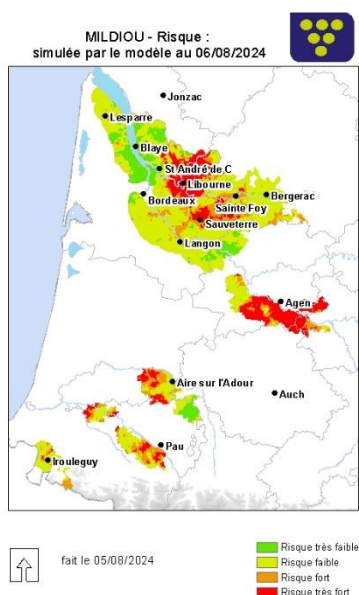 MILDIOU - Risque :
simulée par le modèle au 06/08/2024
Jonzac
Lesparre
Blaye
St André de C
Libourne
Bordeaux
Sainte Foy
Bergerac
Sauveterre
Langon
Agen
Aire sur l'Adour
Auch
Pau
Irouleguy
fait le 05/08/2024
Risque très faible
Risque faible
Risque fort
Risque très fort